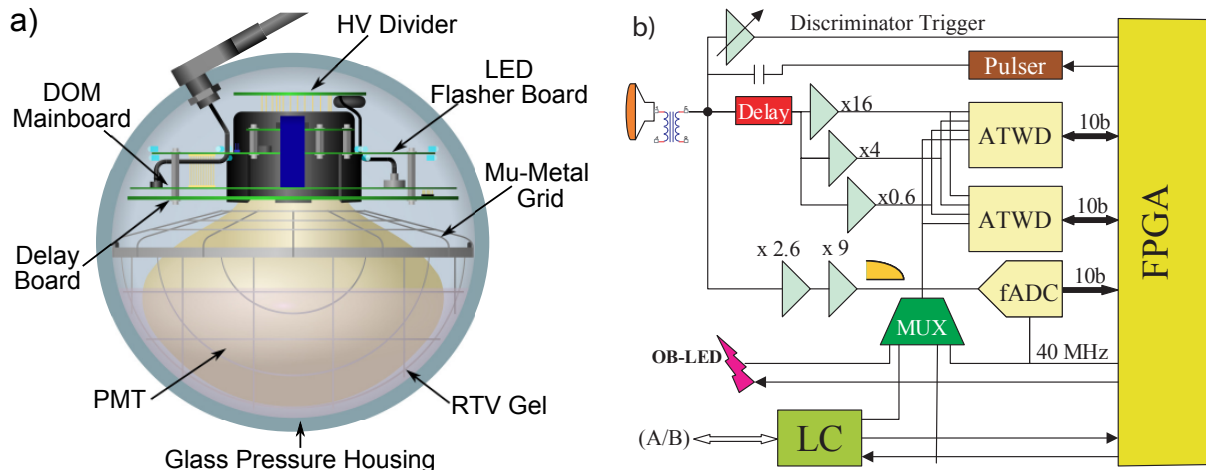 a)
HV Divider
LED
Flasher Board
DOM
Mainboard
Mu-Metal
Grid
Delay
Board
PMT
RTV Gel
Glass Pressure Housing
b)
Discriminator Trigger
Pulser
Delay
x16
ATWD
10b
x4
x0.6
ATWD
10b
x 2.6
x 9
fADC
10b
MUX
OB-LED
40 MHz
(A/B)
LC
FPGA